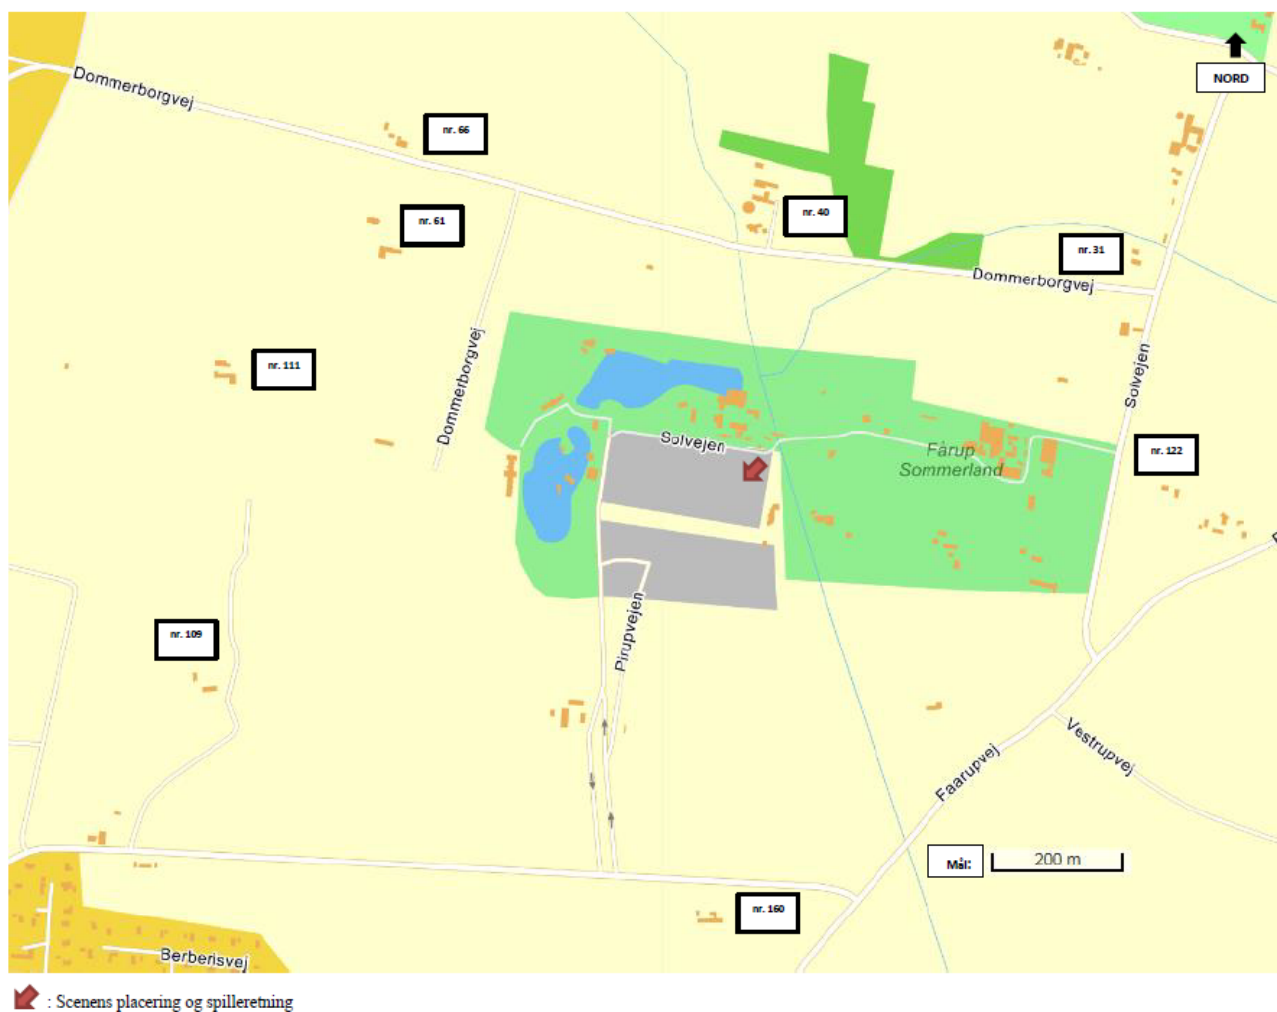 NORD
Dommerborgvej
nr. 66
nr. 61
nr. 40
nr. 31
Dommerborgvej
Dommerborgvej
Solvejen
nr. 111
Solvejen
Fårup
Sommerland
nr. 122
Pirupvejen
nr. 109
Vestrupvej
Faarupvej
Mål:
200 m
nr. 160
Berberisvej
: Scenens placering og spilleretning